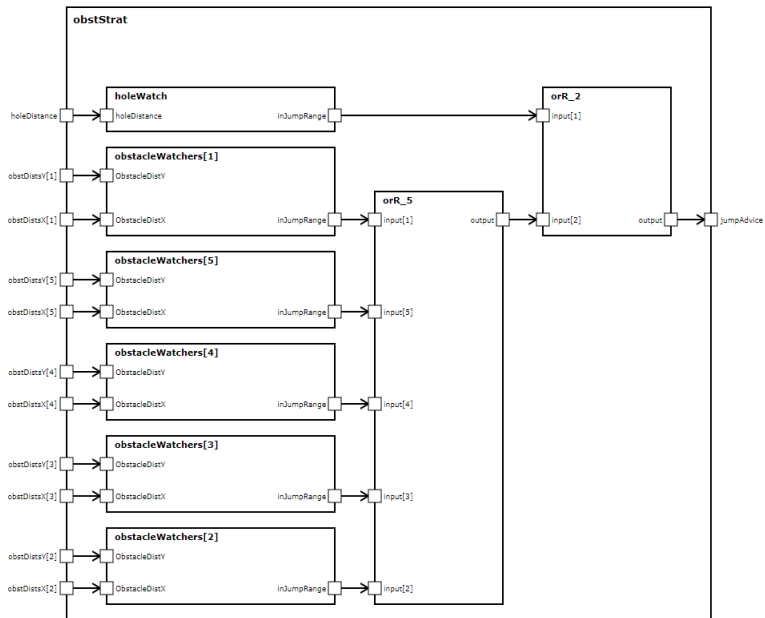 obstStrat
holeWatch
orR_2
holeDistance
holeDistance
inJumpRange
input[1]
obstacleWatchers[1]
obstDistsY[1]
ObstacleDistY
orR_5
obstDistsX[1]
ObstacleDistX
inJumpRange
input[1]
output
input[2]
output
jumpAdvice
obstacleWatchers[5]
obstDistsY[5]
ObstacleDistY
obstDistsX[5]
ObstacleDistX
inJumpRange
input[5]
obstacleWatchers[4]
obstDistsY[4]
ObstacleDistY
obstDistsX[4]
ObstacleDistX
inJumpRange
input[4]
obstacleWatchers[3]
obstDistsY[3]
ObstacleDistY
obstDistsX[3]
ObstacleDistX
inJumpRange
input[3]
obstacleWatchers[2]
obstDistsY[2]
ObstacleDistY
obstDistsX[2]
ObstacleDistX
inJumpRange
input[2]